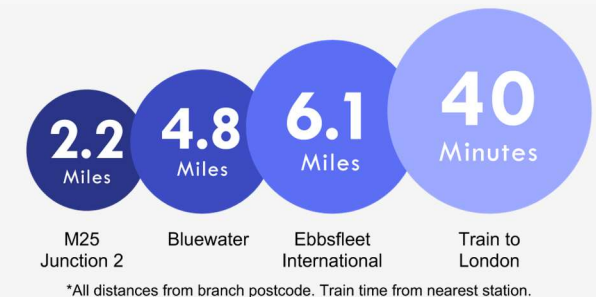 2.2
Miles
4.8
Miles
6.1
Miles
40
Minutes
M25
Junction 2
Bluewater
Ebbsfleet
International
Train to
London
*All distances from branch postcode. Train time from nearest station.